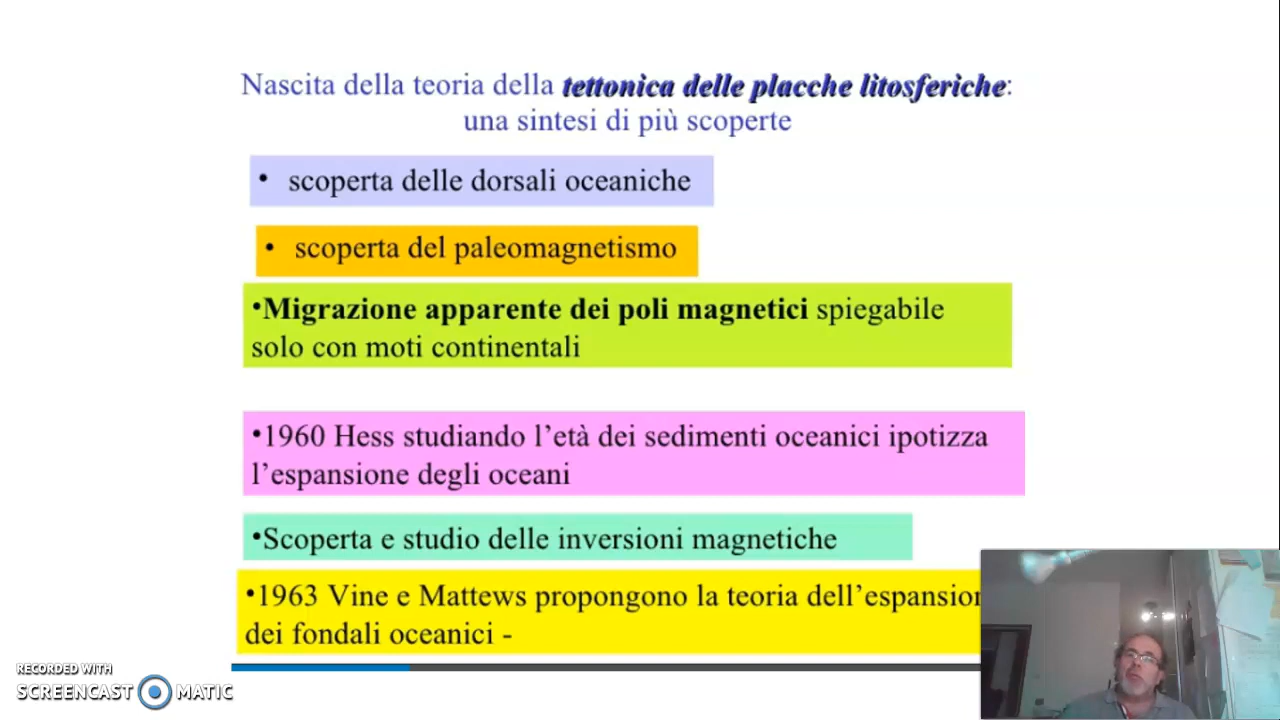 Nascita della teoria della tettonica delle placche litosferiche:
una sintesi di più scoperte
• scoperta delle dorsali oceaniche
• scoperta del paleomagnetismo
•Migrazione apparente dei poli magnetici spiegabile
solo con moti continentali
•1960 Hess studiando l’età dei sedimenti oceanici ipotizza
l’espansione degli oceani
•Scoperta e studio delle inversioni magnetiche
•1963 Vine e Mattews propongono la teoria dell’espansion
dei fondali oceanici -
RECORDED WITH
SCREENCAST MATIC